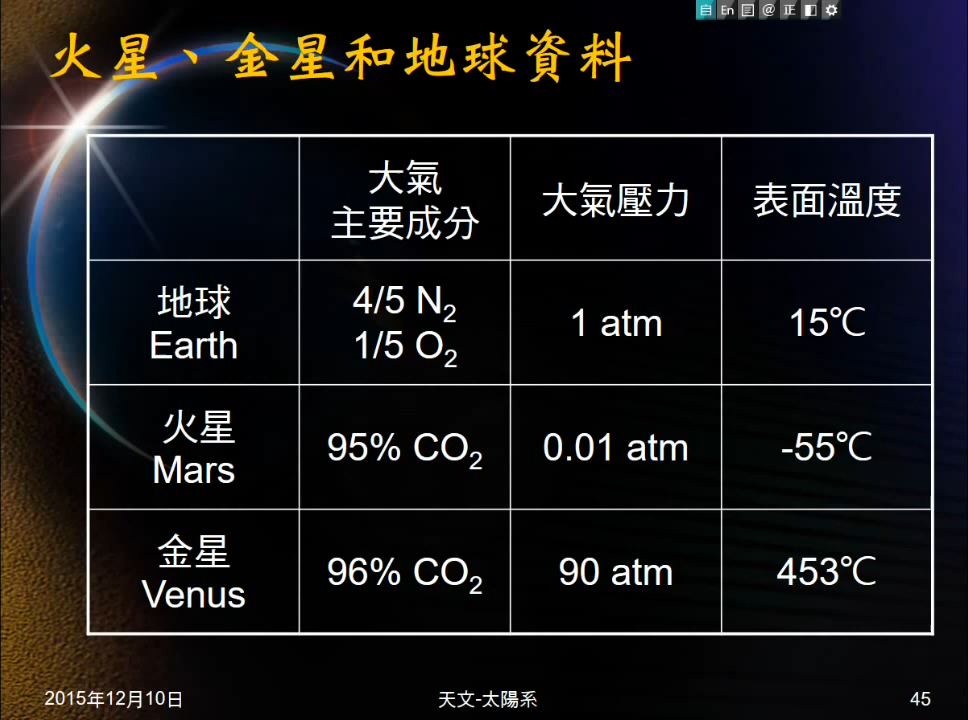 自 En @ 正
火星、金星和地球資料
大氣
主要成分
大氣壓力
表面溫度
地球
Earth
4/5 N₂
1/5 O₂
1 atm
15℃
火星
Mars
95% CO₂
0.01 atm
-55℃
金星
Venus
96% CO₂
90 atm
453℃
2015年12月10日
天文-太陽系
45